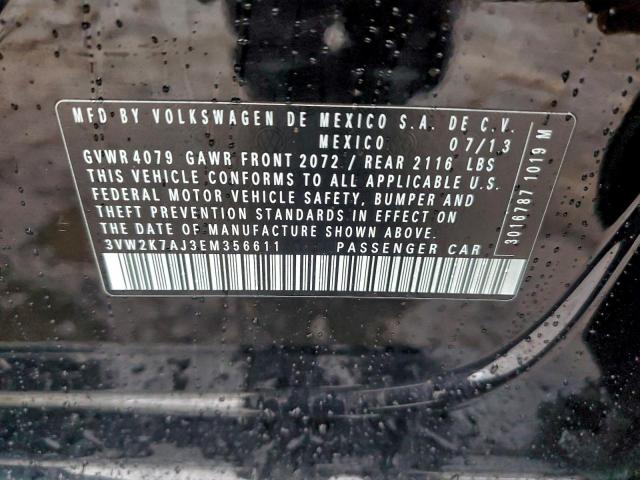 MFD BY VOLKSWAGEN DE MEXICO S.A. DE C.V.
MEXICO 07/13
GVWR 4079 GAWR FRONT 2072 / REAR 2116 LBS
THIS VEHICLE CONFORMS TO ALL APPLICABLE U.S.
FEDERAL MOTOR VEHICLE SAFETY, BUMPER AND
THEFT PREVENTION STANDARDS IN EFFECT ON
THE DATE OF MANUFACTURE SHOWN ABOVE.
3VW2K7AJ3EM356611 PASSENGER CAR
3016787 1019 M